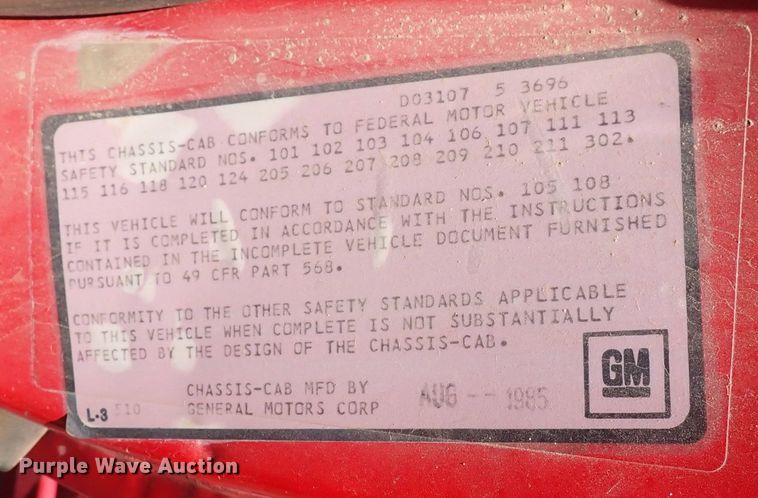 D03107 5 3696
THIS CHASSIS-CAB CONFORMS TO FEDERAL MOTOR VEHICLE
SAFETY STANDARD NOS. 101 102 103 104 106 107 111 113
115 116 118 120 124 205 206 207 208 209 210 211 302.
THIS VEHICLE WILL CONFORM TO STANDARD NOS. 105 108
IF IT IS COMPLETED IN ACCORDANCE WITH THE INSTRUCTIONS
CONTAINED IN THE INCOMPLETE VEHICLE DOCUMENT FURNISHED
PURSUANT TO 49 CFR PART 568.
CONFORMITY TO THE OTHER SAFETY STANDARDS APPLICABLE
TO THIS VEHICLE WHEN COMPLETE IS NOT SUBSTANTIALLY
AFFECTED BY THE DESIGN OF THE CHASSIS-CAB.
CHASSIS-CAB MFD BY
L-3 510 GENERAL MOTORS CORP AUG -- 1985
GM
Purple Wave Auction